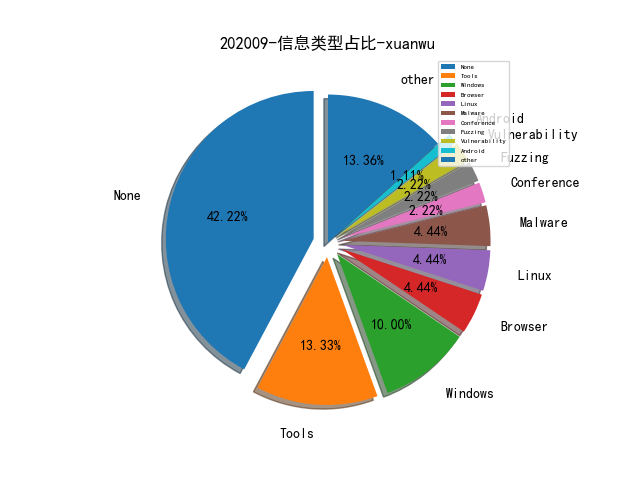 202009-信息类型占比-xuanwu
None
Tools
Windows
Browser
Linux
Malware
Conference
Fuzzing
Vulnerability
Android
other
other
Android
Vulnerability
Fuzzing
Conference
Malware
Linux
Browser
Windows
Tools
None
13.36%
1.11%
2.22%
2.22%
2.22%
4.44%
4.44%
4.44%
10.00%
13.33%
42.22%